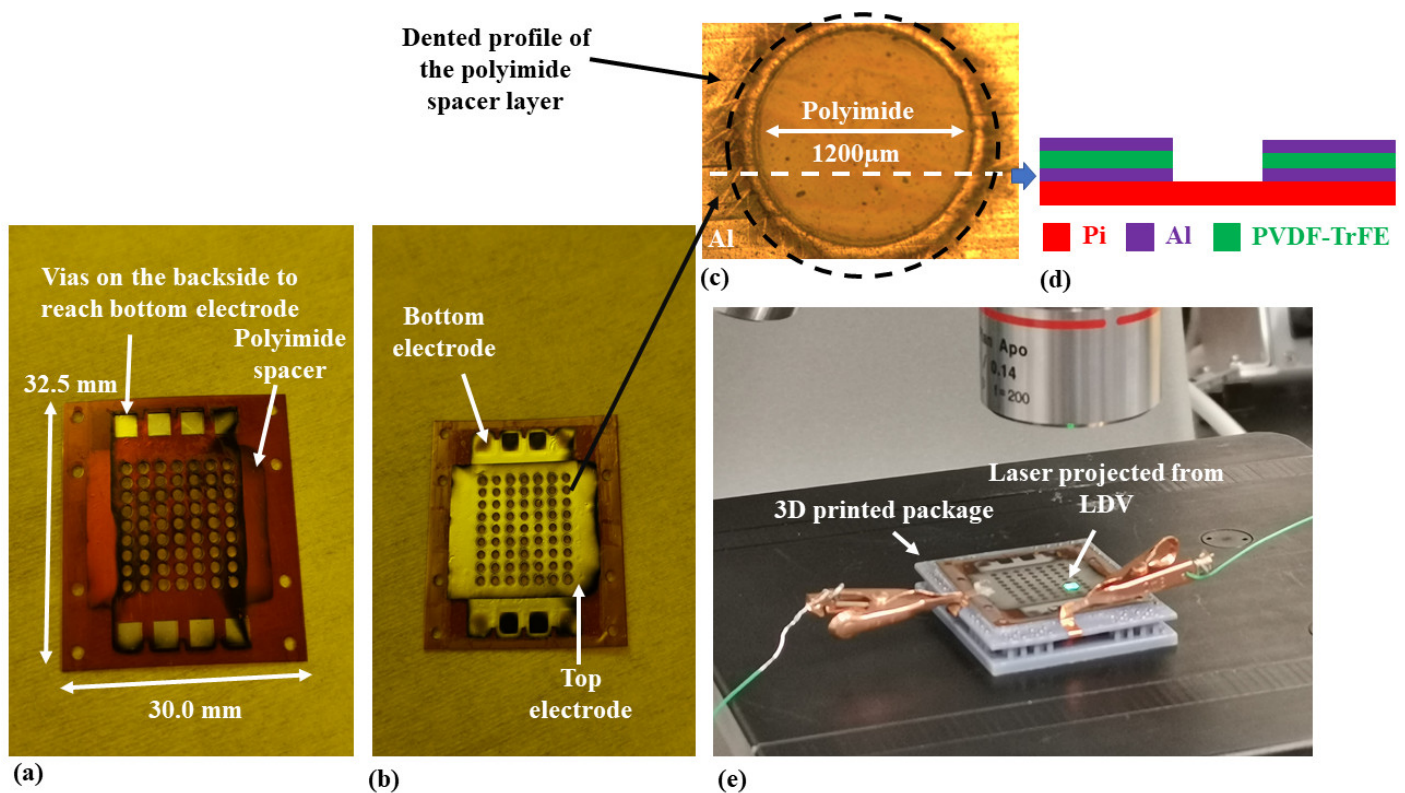 Dented profile of
the polyimide
spacer layer
Polyimide
1200μm
Al
(c)
Pi
Al
PVDF-TrFE
(d)
Vias on the backside to
reach bottom electrode
Polyimide
spacer
32.5 mm
30.0 mm
(a)
Bottom
electrode
Top
electrode
(b)
Apo
0.14
f=200
Laser projected from
LDV
3D printed package
(e)